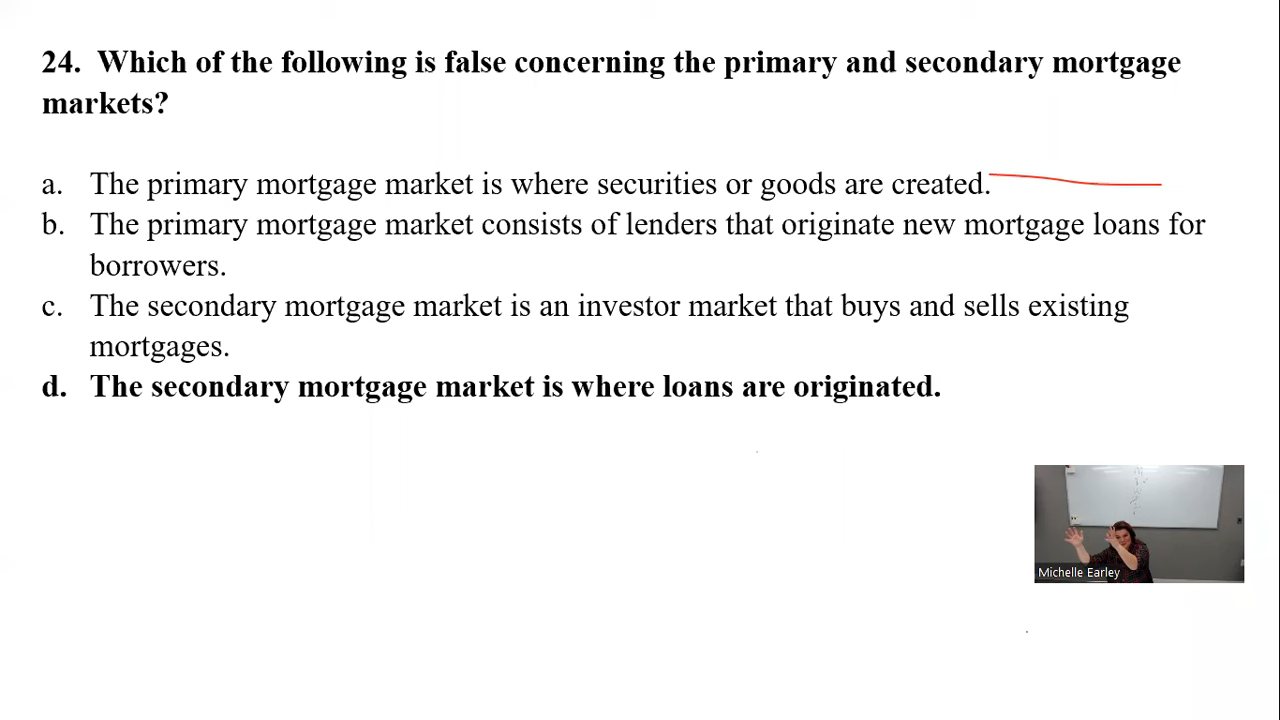 24. Which of the following is false concerning the primary and secondary mortgage
markets?
a. The primary mortgage market is where securities or goods are created.
b. The primary mortgage market consists of lenders that originate new mortgage loans for
borrowers.
c. The secondary mortgage market is an investor market that buys and sells existing
mortgages.
d. The secondary mortgage market is where loans are originated.
Michelle Earley